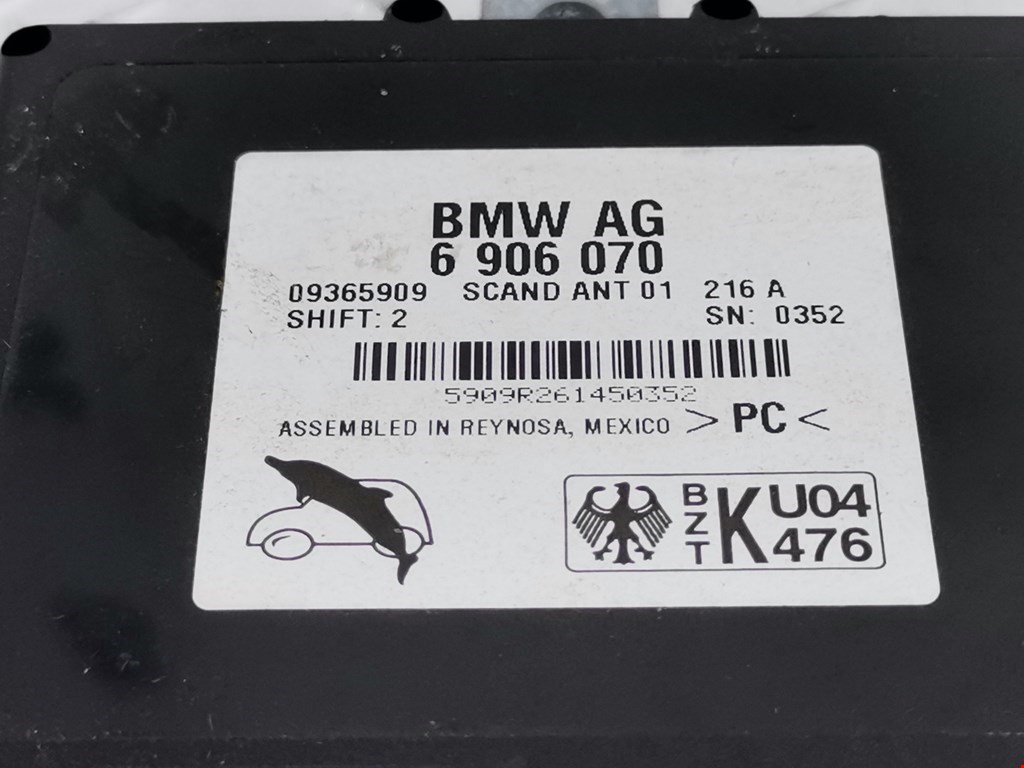 BMW AG
6 906 070
09365909 SCAND ANT 01 216 A
SHIFT: 2 SN: 0352
5909R261450352
ASSEMBLED IN REYNOSA, MEXICO >PC<
BZT K U04
476